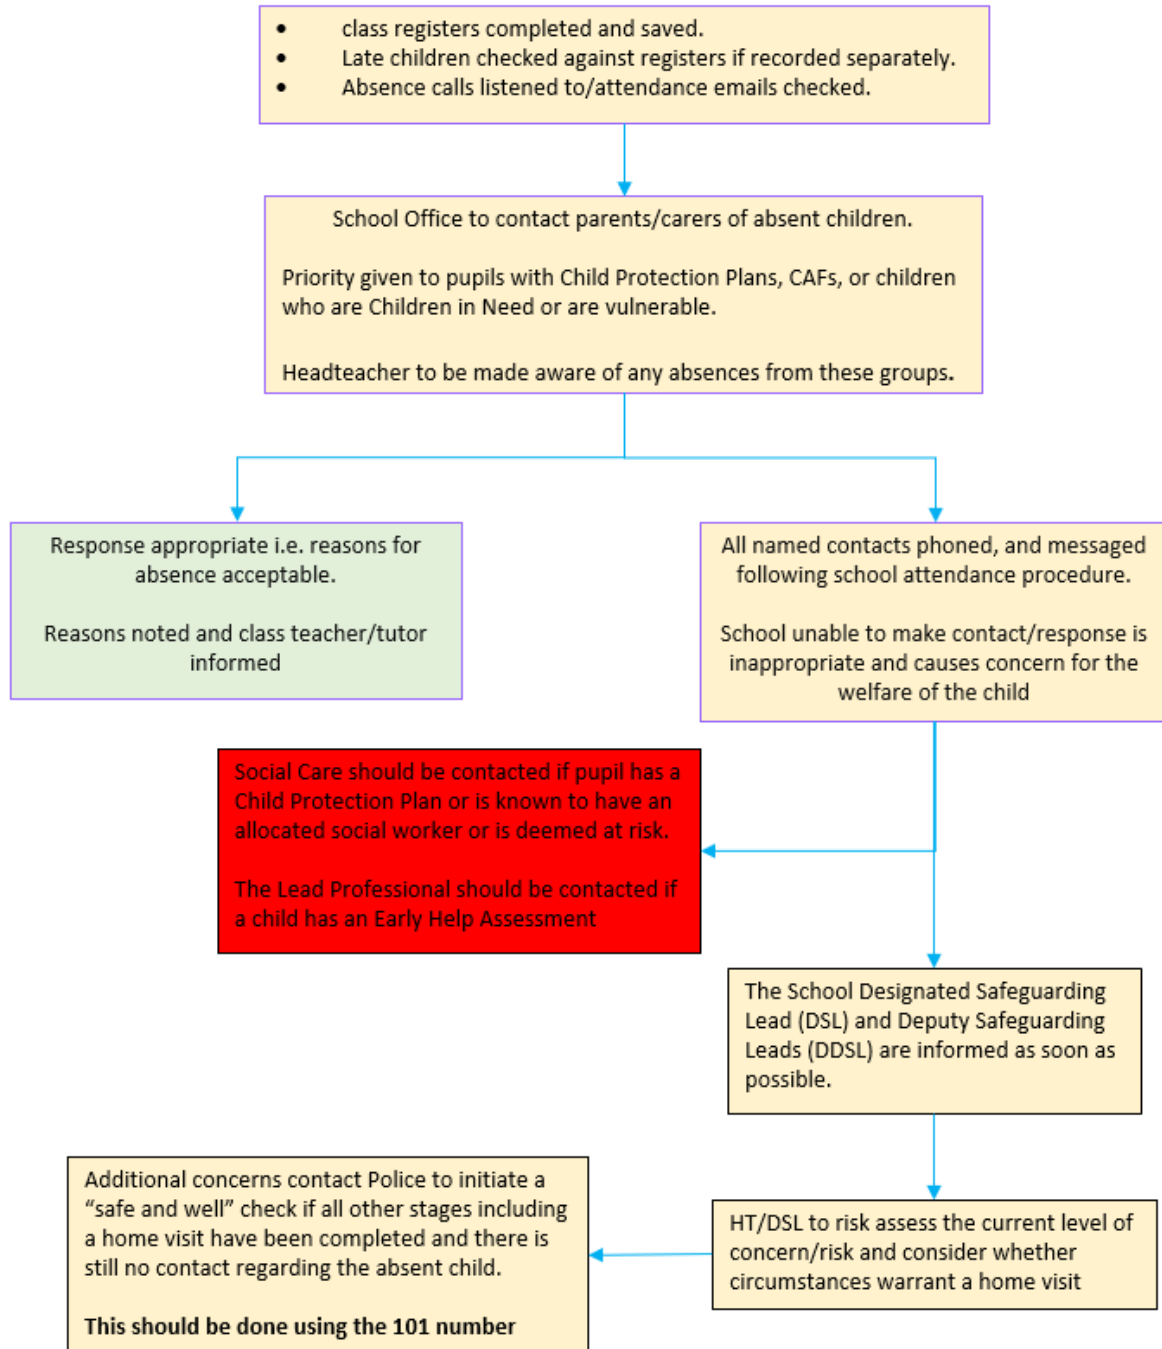 • class registers completed and saved.
• Late children checked against registers if recorded separately.
• Absence calls listened to/attendance emails checked.
School Office to contact parents/carers of absent children.
Priority given to pupils with Child Protection Plans, CAFs, or children
who are Children in Need or are vulnerable.
Headteacher to be made aware of any absences from these groups.
Response appropriate i.e. reasons for
absence acceptable.
Reasons noted and class teacher/tutor
informed
All named contacts phoned, and messaged
following school attendance procedure.
School unable to make contact/response is
inappropriate and causes concern for the
welfare of the child
Social Care should be contacted if pupil has a
Child Protection Plan or is known to have an
allocated social worker or is deemed at risk.
The Lead Professional should be contacted if
a child has an Early Help Assessment
The School Designated Safeguarding
Lead (DSL) and Deputy Safeguarding
Leads (DDSL) are informed as soon as
possible.
HT/DSL to risk assess the current level of
concern/risk and consider whether
circumstances warrant a home visit
Additional concerns contact Police to initiate a
“safe and well” check if all other stages including
a home visit have been completed and there is
still no contact regarding the absent child.
This should be done using the 101 number